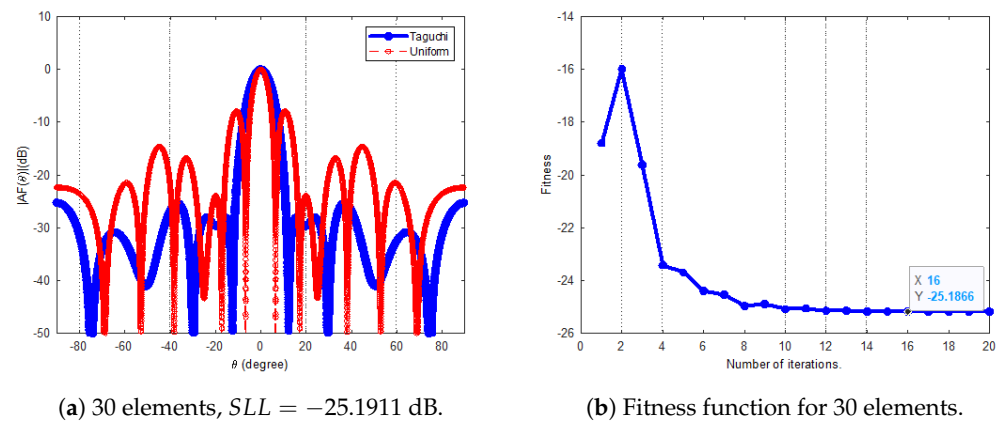 10
0
-10
-20
-30
-40
-50
|AF(θ)|(dB)
-80 -60 -40 -20 0 20 40 60 80
θ (degree)
Taguchi
Uniform
(a) 30 elements, SLL = −25.1911 dB.
-14
-16
-18
-20
-22
-24
-26
Fitness
0 2 4 6 8 10 12 14 16 18 20
Number of iterations.
X 16
Y -25.1866
(b) Fitness function for 30 elements.